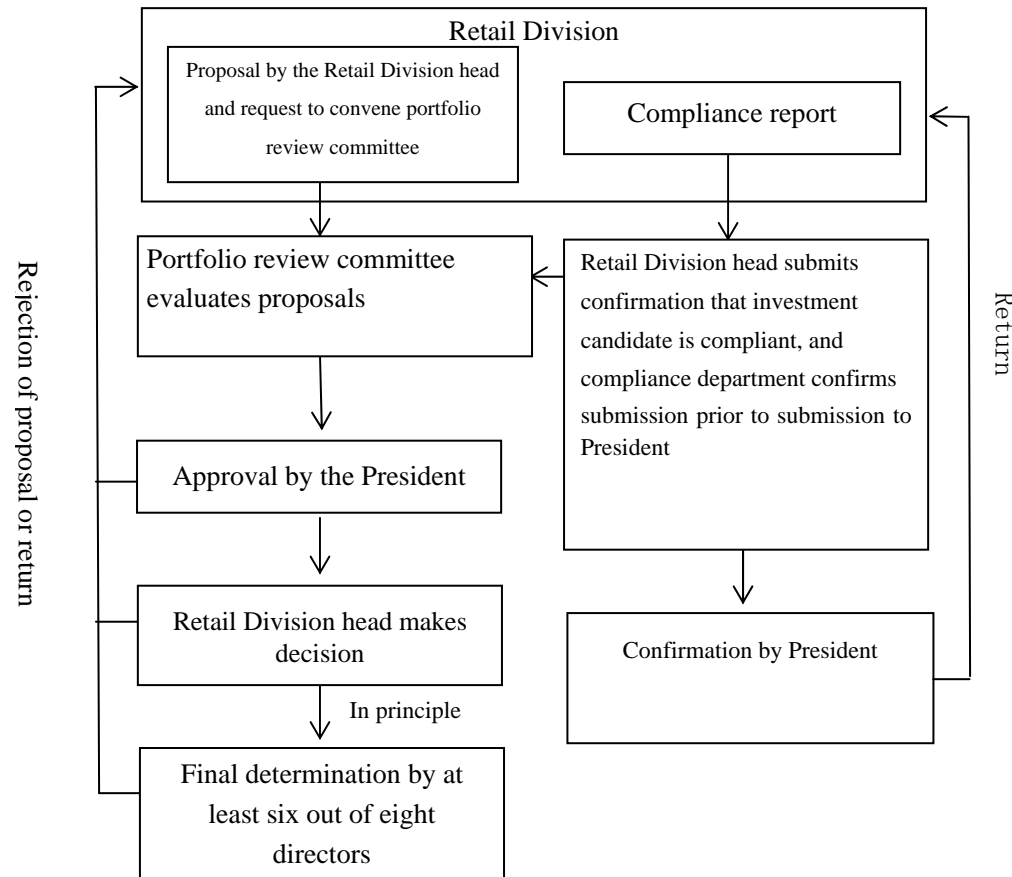 Retail Division
Proposal by the Retail Division head
and request to convene portfolio
review committee
Compliance report
Portfolio review committee
evaluates proposals
Retail Division head submits
confirmation that investment
candidate is compliant, and
compliance department confirms
submission prior to submission to
President
Rejection of proposal or return
Return
Approval by the President
Retail Division head makes
decision
Confirmation by President
In principle
Final determination by at
least six out of eight
directors